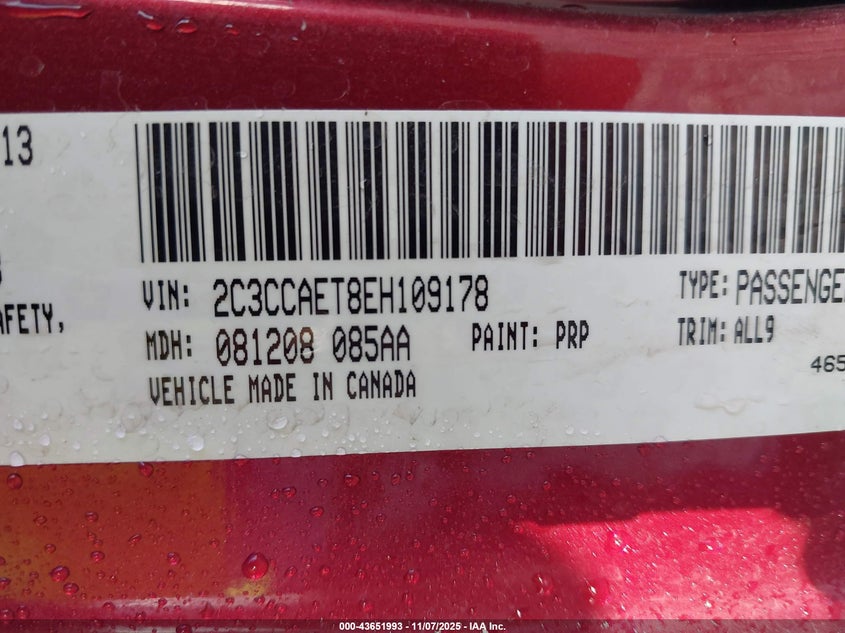 13
AFETY,
VIN: 2C3CCAET8EH109178
TYPE: PASSENGE
MDH: 081208 085AA
PAINT: PRP
TRIM: ALL9
VEHICLE MADE IN CANADA
465
000-43651993 - 11/07/2025 - IAA Inc.